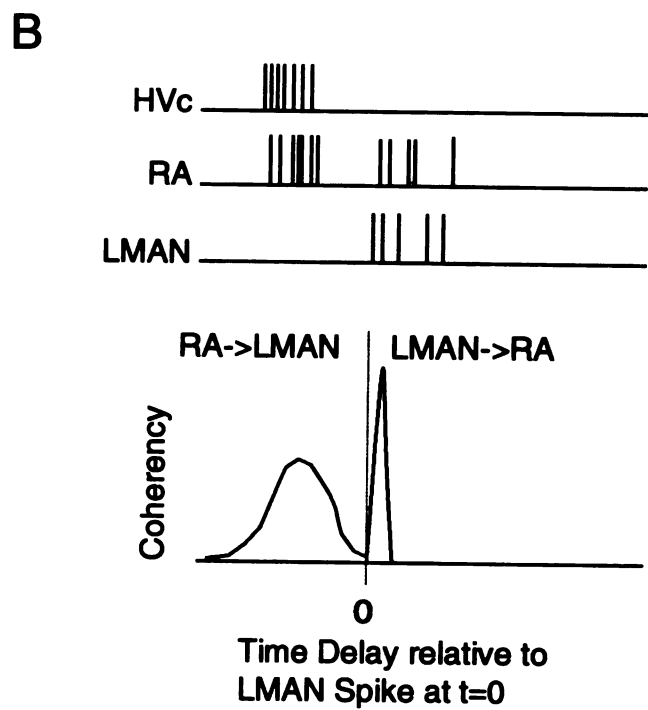 B
HVc
RA
LMAN
RA->LMAN LMAN->RA
Coherency
0
Time Delay relative to
LMAN Spike at t=0